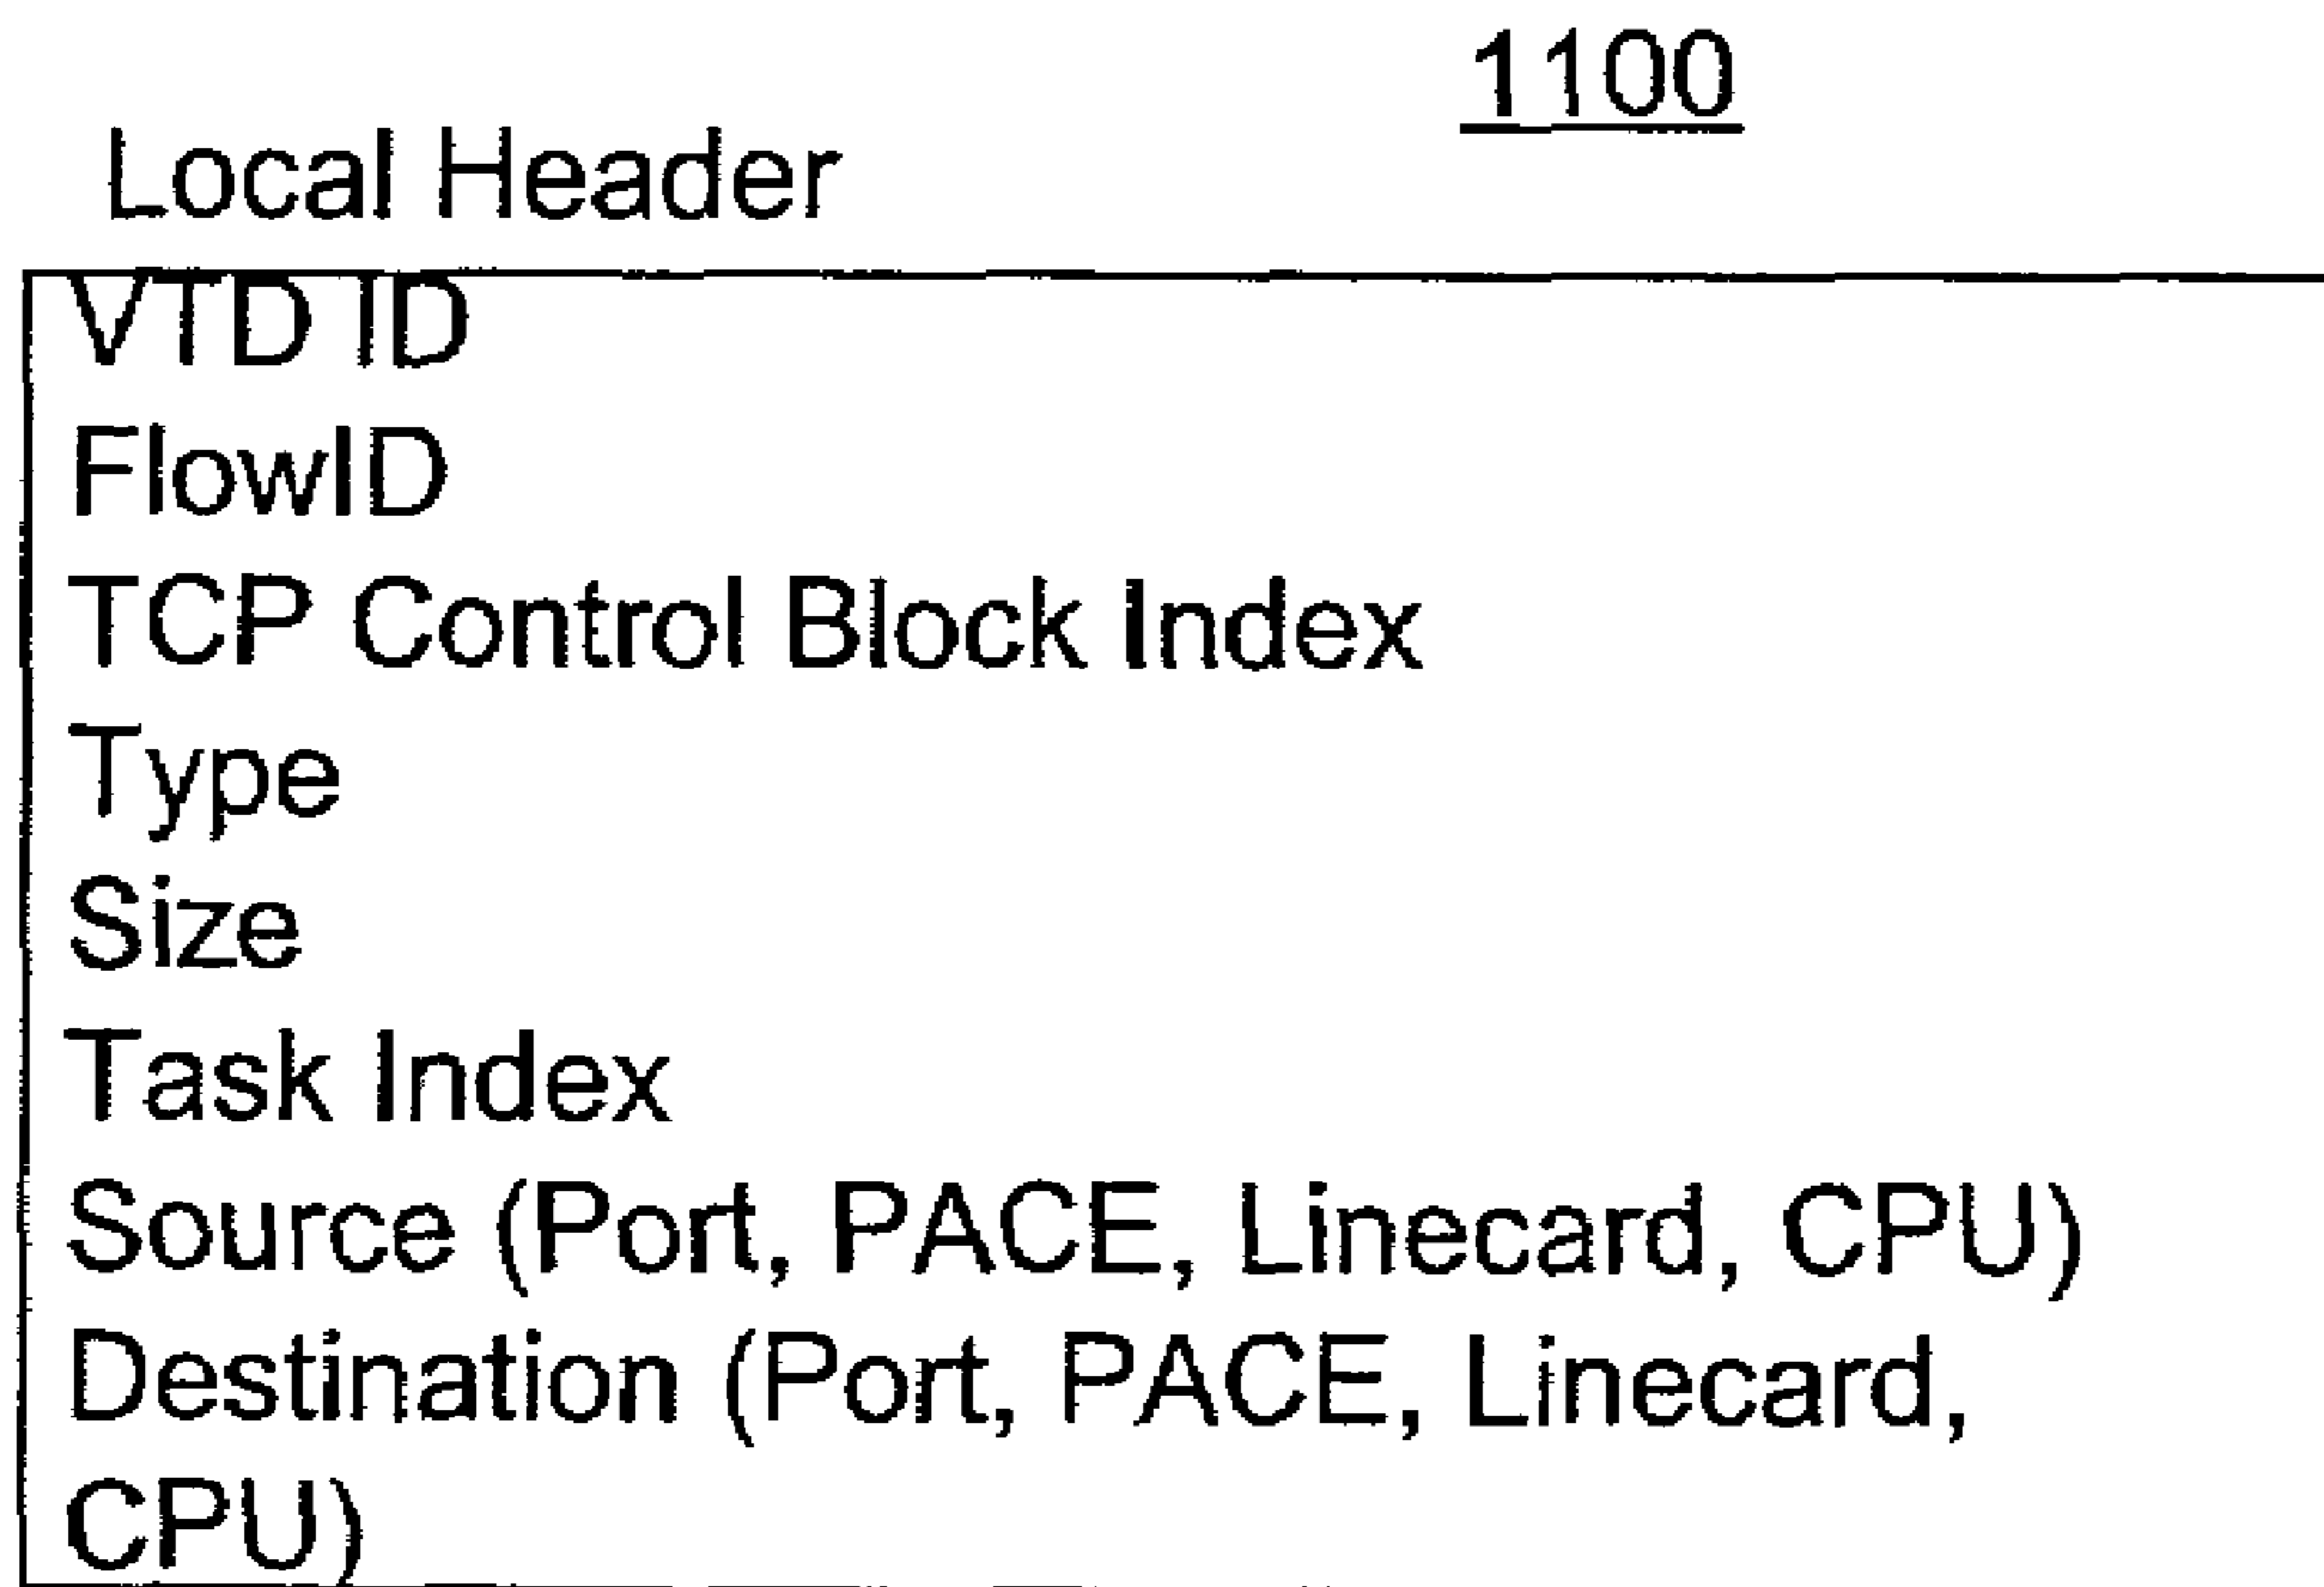 1100
Local Header
VTD ID
FlowID
TCP Control Block Index
Type
Size
Task Index
Source (Port, PACE, Linecard, CPU)
Destination (Port, PACE, Linecard,
CPU)